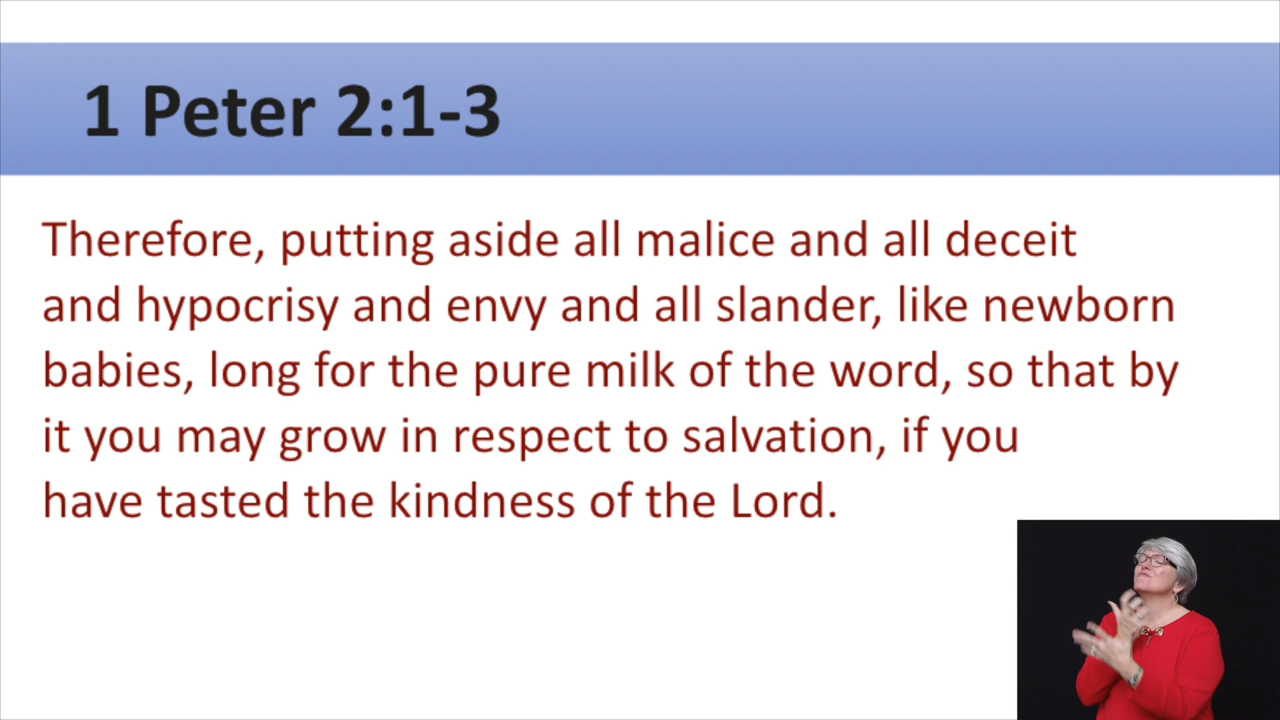 1 Peter 2:1-3
Therefore, putting aside all malice and all deceit
and hypocrisy and envy and all slander, like newborn
babies, long for the pure milk of the word, so that by
it you may grow in respect to salvation, if you
have tasted the kindness of the Lord.